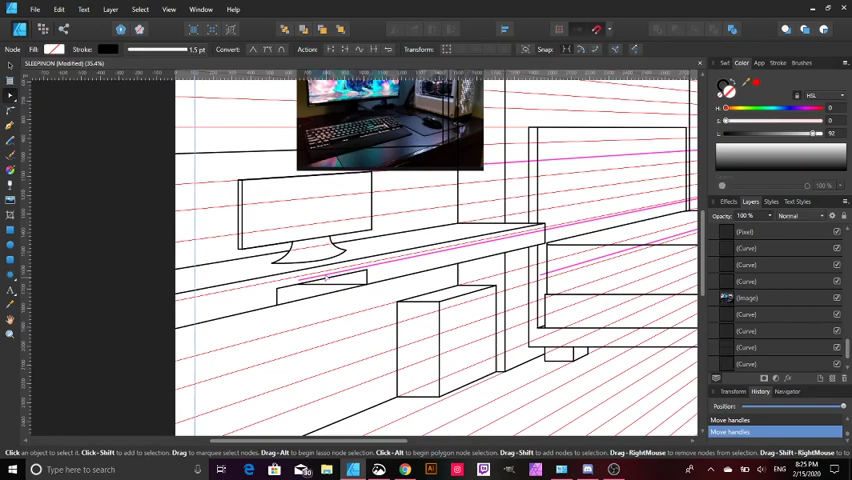 File Edit Text Layer Select View Window Help
Node Fill: Stroke: 1.5 pt Convert: Action: Transform: Snap:
SLEEPINON [Modified] (35.4%)
Set Color App Stroke Brushes
HSL
H: 0
S: 0
L: 92
100 %
Effects Layers Styles Text Styles
Opacity: 100 % Normal
(Pixel)
(Curve)
(Curve)
(Curve)
(Image)
(Curve)
(Curve)
(Curve)
(Curve)
Transform History Navigator
Position:
Move handles
Move handles
Click an object to select it. Click+Shift to add to selection. Drag to marquee select nodes. Drag+Alt to begin lasso node selection. Drag+Alt+Shift to begin polygon node selection. Drag+RightMouse to add nodes to selection. Drag+Shift+RightMouse to remove nodes from selection.
Type here to search
ENG
8:25 PM
2/15/2020